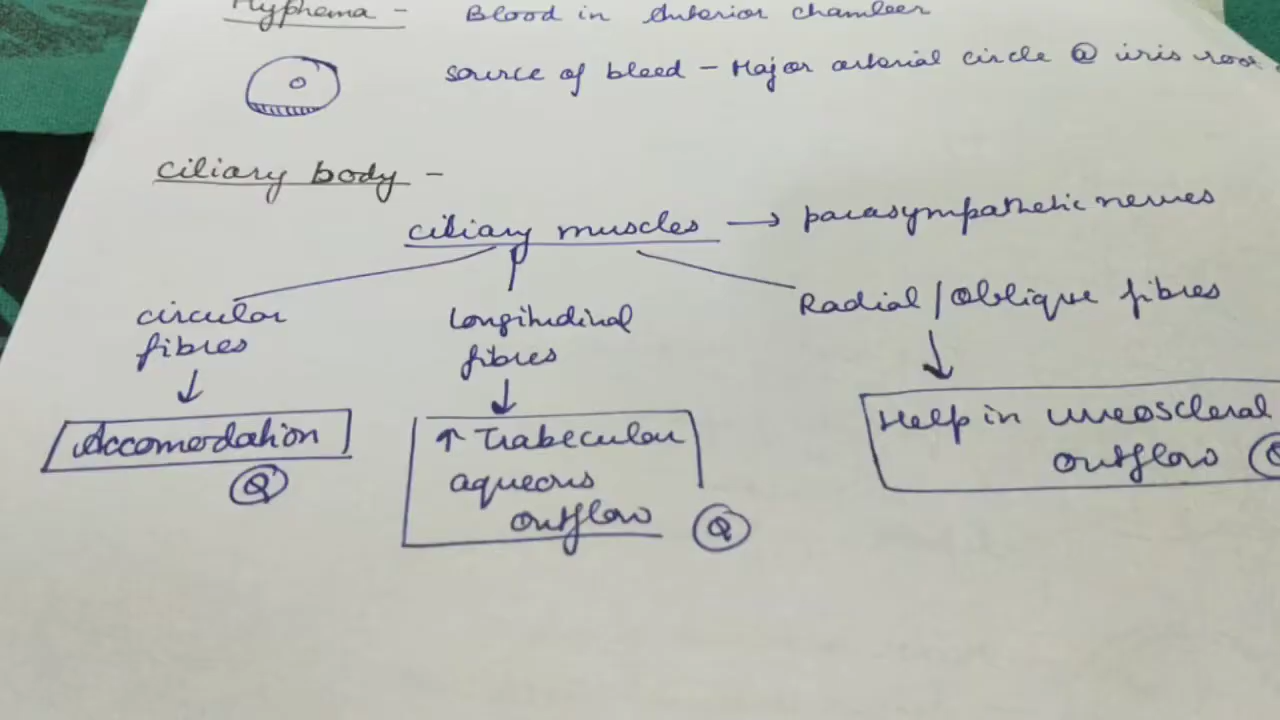 Hyphema - Blood in Anterior chamber
source of bleed - Major arterial circle @ iris root.
Ciliary body -
ciliary muscles → parasympathetic nerves
circular fibres
↓
Accomodation
Q
Longitudinal fibres
↓
↑ Trabecular
aqueous
outflow
Q
Radial / Oblique fibres
↓
Help in uveoscleral
outflow
Q